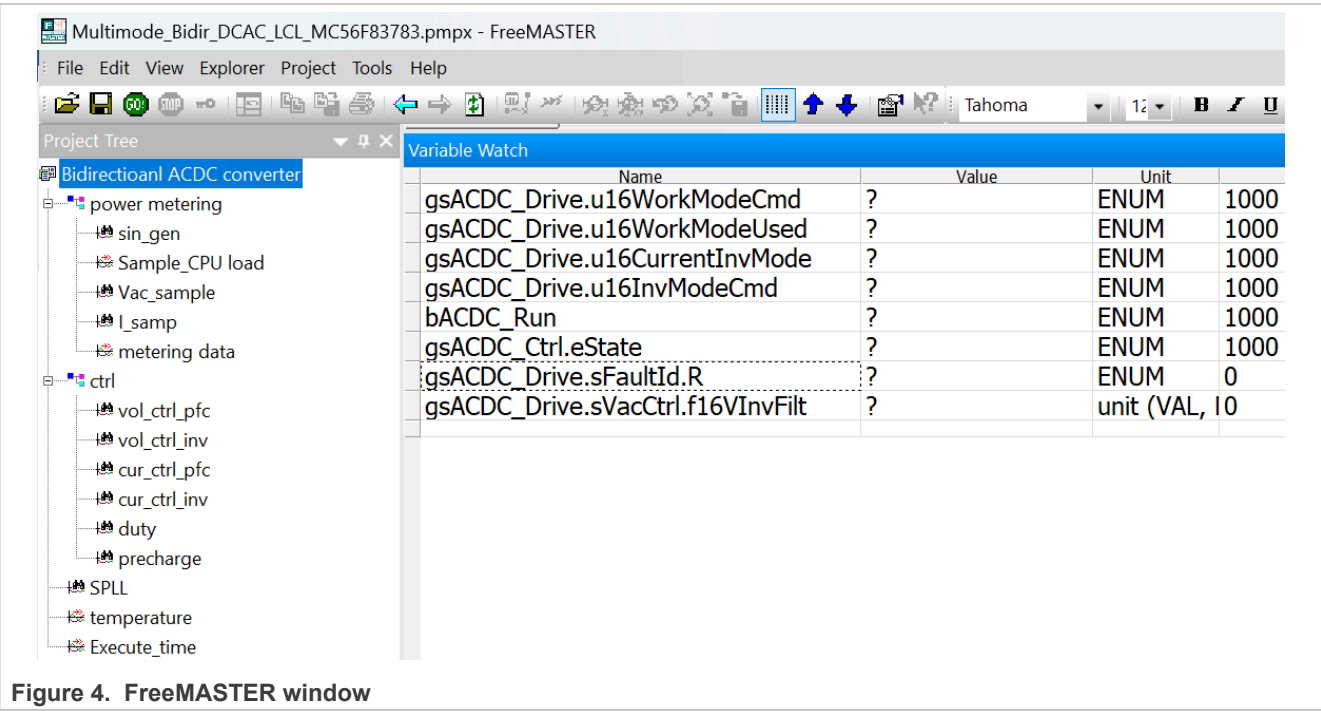 Multimode_Bidir_DCAC_LCL_MC56F83783.pmpx - FreeMASTER
File Edit View Explorer Project Tools Help
GO! STOP Tahoma 12 B I U
Project Tree
Bidirectioanl ACDC converter
power metering
sin_gen
Sample_CPU load
Vac_sample
I_samp
metering data
ctrl
vol_ctrl_pfc
vol_ctrl_inv
cur_ctrl_pfc
cur_ctrl_inv
duty
precharge
SPLL
temperature
Execute_time
Variable Watch
Name Value Unit
gsACDC_Drive.u16WorkModeCmd ? ENUM 1000
gsACDC_Drive.u16WorkModeUsed ? ENUM 1000
gsACDC_Drive.u16CurrentInvMode ? ENUM 1000
gsACDC_Drive.u16InvModeCmd ? ENUM 1000
bACDC_Run ? ENUM 1000
gsACDC_Ctrl.eState ? ENUM 1000
gsACDC_Drive.sFaultId.R ? ENUM 0
gsACDC_Drive.sVacCtrl.f16VInvFilt ? unit (VAL, 0
Figure 4. FreeMASTER window